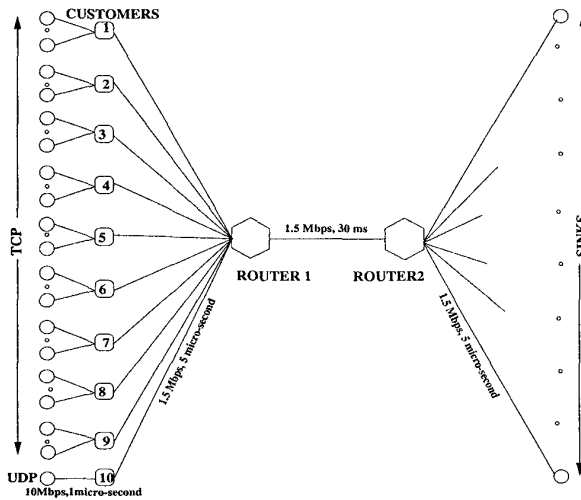 CUSTOMERS
1
2
3
4
5
6
7
8
9
10
TCP
UDP
10Mbps,1micro-second
1.5 Mbps, 5 micro-second
ROUTER 1
1.5 Mbps, 30 ms
ROUTER2
1.5 Mbps, 5 micro-second
SINKS